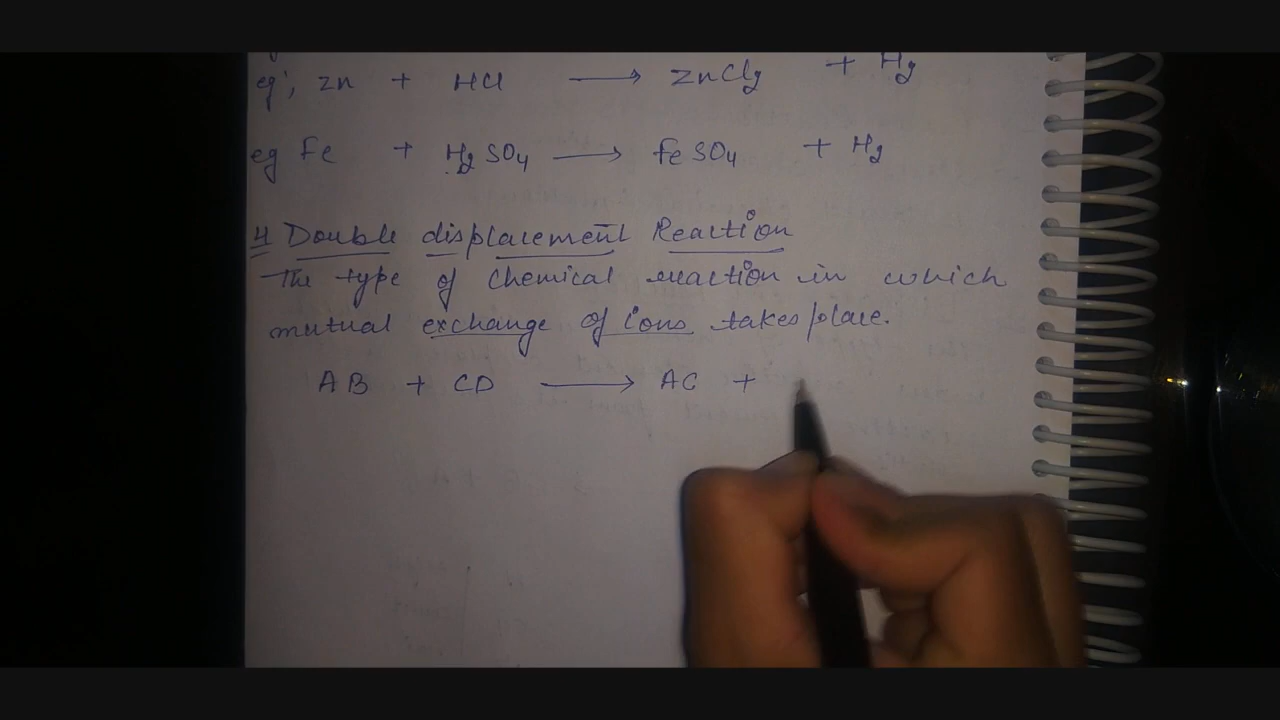 eg; Zn + HCl → ZnCl2 + H2
eg Fe + H2SO4 → FeSO4 + H2
4 Double displacement Reaction
The type of chemical reaction in which
mutual exchange of ions takes place.
AB + CD → AC +